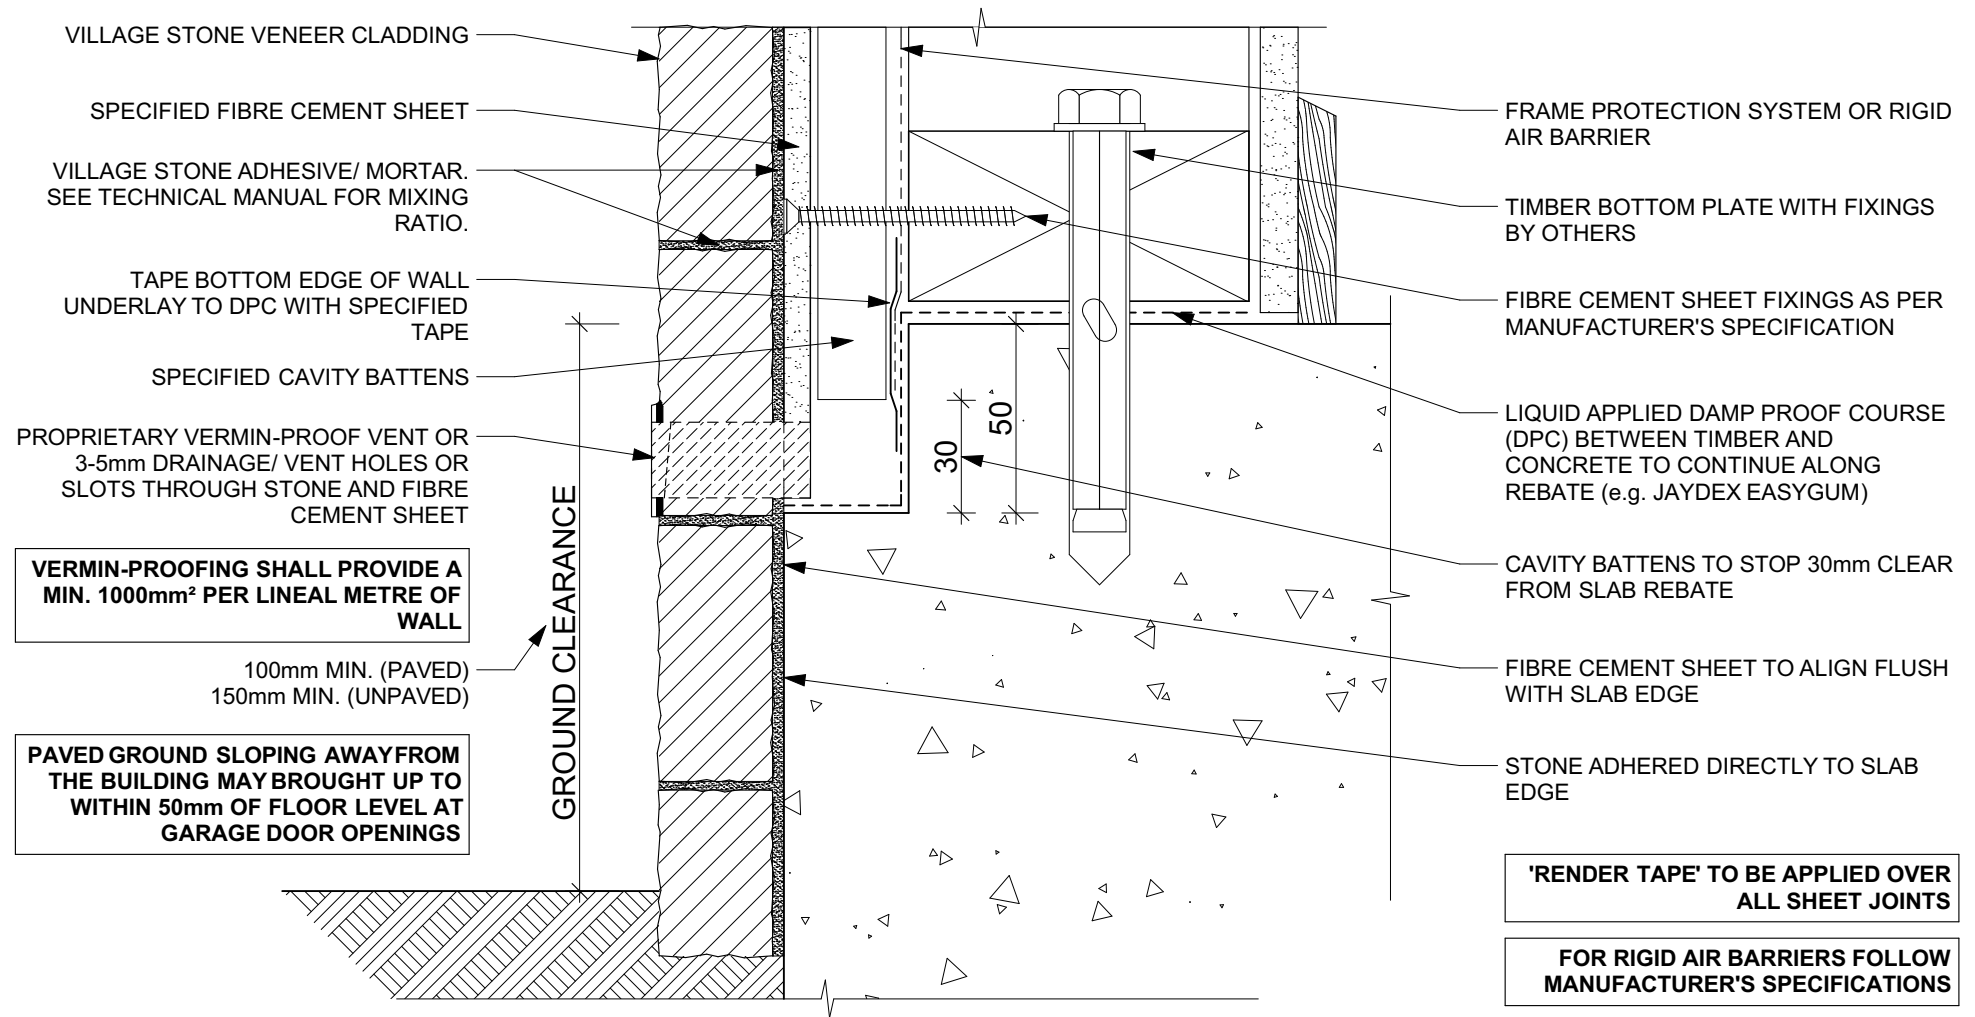 VILLAGE STONE VENEER CLADDING
SPECIFIED FIBRE CEMENT SHEET
VILLAGE STONE ADHESIVE/ MORTAR.
SEE TECHNICAL MANUAL FOR MIXING
RATIO.
TAPE BOTTOM EDGE OF WALL
UNDERLAY TO DPC WITH SPECIFIED
TAPE
SPECIFIED CAVITY BATTENS
PROPRIETARY VERMIN-PROOF VENT OR
3-5mm DRAINAGE/ VENT HOLES OR
SLOTS THROUGH STONE AND FIBRE
CEMENT SHEET
VERMIN-PROOFING SHALL PROVIDE A
MIN. 1000mm² PER LINEAL METRE OF
WALL
100mm MIN. (PAVED)
150mm MIN. (UNPAVED)
PAVED GROUND SLOPING AWAY FROM
THE BUILDING MAY BROUGHT UP TO
WITHIN 50mm OF FLOOR LEVEL AT
GARAGE DOOR OPENINGS
GROUND CLEARANCE
30
50
FRAME PROTECTION SYSTEM OR RIGID
AIR BARRIER
TIMBER BOTTOM PLATE WITH FIXINGS
BY OTHERS
FIBRE CEMENT SHEET FIXINGS AS PER
MANUFACTURER'S SPECIFICATION
LIQUID APPLIED DAMP PROOF COURSE
(DPC) BETWEEN TIMBER AND
CONCRETE TO CONTINUE ALONG
REBATE (e.g. JAYDEX EASYGUM)
CAVITY BATTENS TO STOP 30mm CLEAR
FROM SLAB REBATE
FIBRE CEMENT SHEET TO ALIGN FLUSH
WITH SLAB EDGE
STONE ADHERED DIRECTLY TO SLAB
EDGE
'RENDER TAPE' TO BE APPLIED OVER
ALL SHEET JOINTS
FOR RIGID AIR BARRIERS FOLLOW
MANUFACTURER'S SPECIFICATIONS